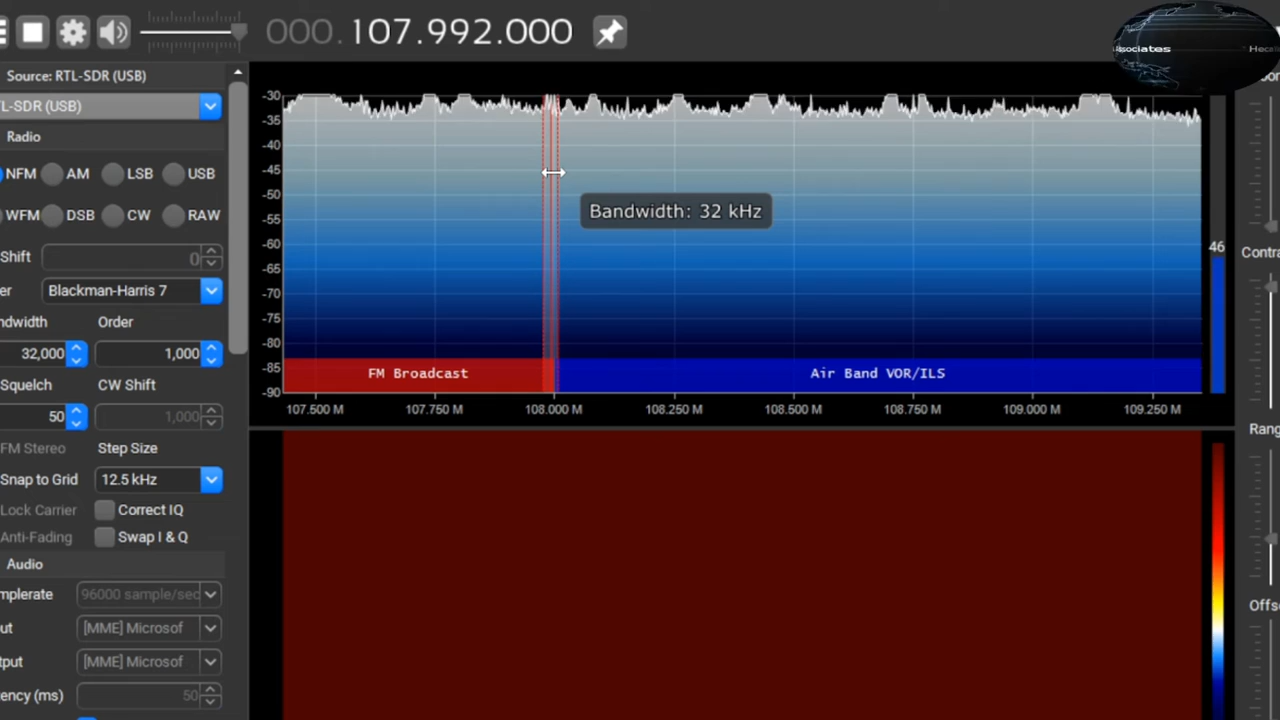 000.107.992.000
ssociates
Heca
Source: RTL-SDR (USB)
TL-SDR (USB)
Radio
NFM AM LSB USB
WFM DSB CW RAW
Shift 0
er Blackman-Harris 7
ndwidth Order
32,000 1,000
Squelch CW Shift
50 1,000
FM Stereo Step Size
Snap to Grid 12.5 kHz
Lock Carrier Correct IQ
Anti-Fading Swap I & Q
Audio
mplerate 96000 sample/sec
ut [MME] Microsof
tput [MME] Microsof
ency (ms) 50
-30
-35
-40
-45
-50
-55
-60
-65
-70
-75
-80
-85
-90
Bandwidth: 32 kHz
FM Broadcast Air Band VOR/ILS
107.500 M 107.750 M 108.000 M 108.250 M 108.500 M 108.750 M 109.000 M 109.250 M
46
Contra
Range
Offse